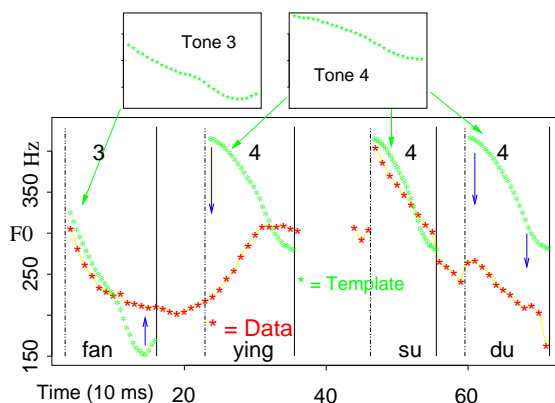 Tone 3
Tone 4
3 4 4 4
F0 Hz
350
250
150
* = Template
= Data
fan ying su du
Time (10 ms) 20 40 60